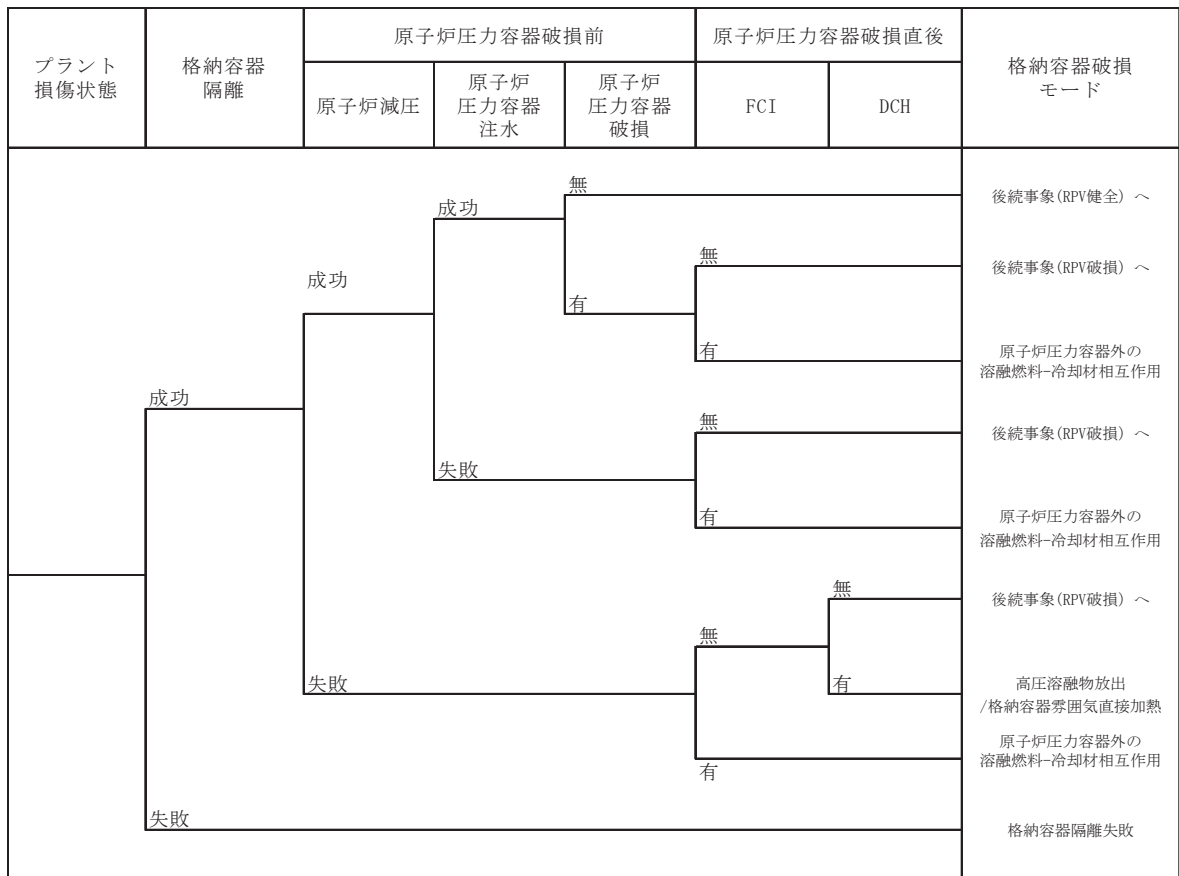 プラント
損傷状態
格納容器
隔離
原子炉圧力容器破損前
原子炉圧力容器破損直後
格納容器破損
モード
原子炉減圧
原子炉
圧力容器
注水
原子炉
圧力容器
破損
FCI
DCH
無
後続事象(RPV健全) へ
成功
無
後続事象(RPV破損) へ
成功
有
有
原子炉圧力容器外の
溶融燃料-冷却材相互作用
成功
無
後続事象(RPV破損) へ
失敗
有
原子炉圧力容器外の
溶融燃料-冷却材相互作用
無
後続事象(RPV破損) へ
無
失敗
有
高圧溶融物放出
/格納容器雰囲気直接加熱
原子炉圧力容器外の
溶融燃料-冷却材相互作用
有
失敗
格納容器隔離失敗